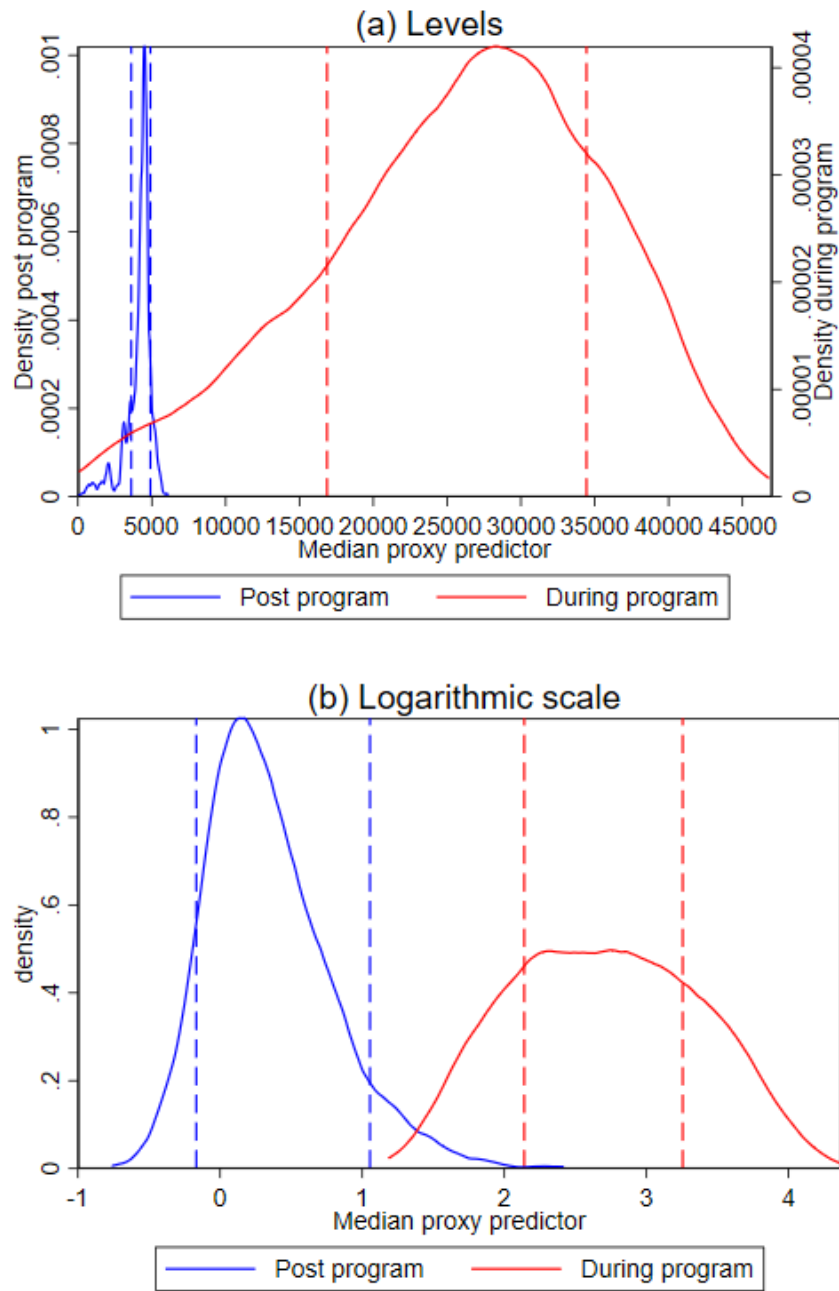 (a) Levels
Density post program
0 .0002 .0004 .0006 .0008 .001
Density during program
0 .00001 .00002 .00003 .00004
0 5000 10000 15000 20000 25000 30000 35000 40000 45000
Median proxy predictor
Post program During program
(b) Logarithmic scale
density
0 .2 .4 .6 .8 1
-1 0 1 2 3 4
Median proxy predictor
Post program During program